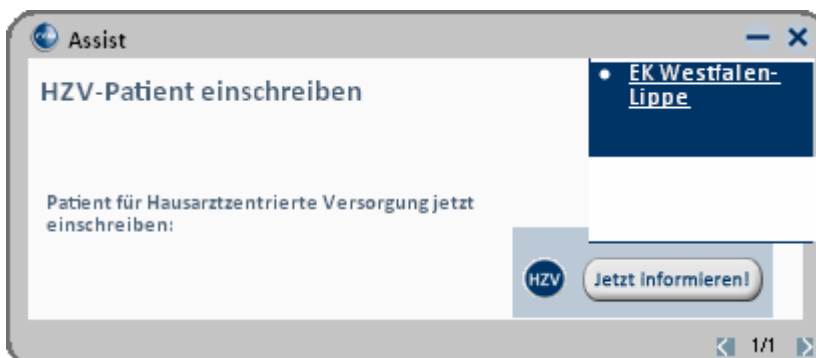 Assist
HZV-Patient einschreiben
• EK Westfalen-
Lippe
Patient für Hausarztzentrierte Versorgung jetzt
einschreiben:
HZV
Jetzt informieren!
1/1